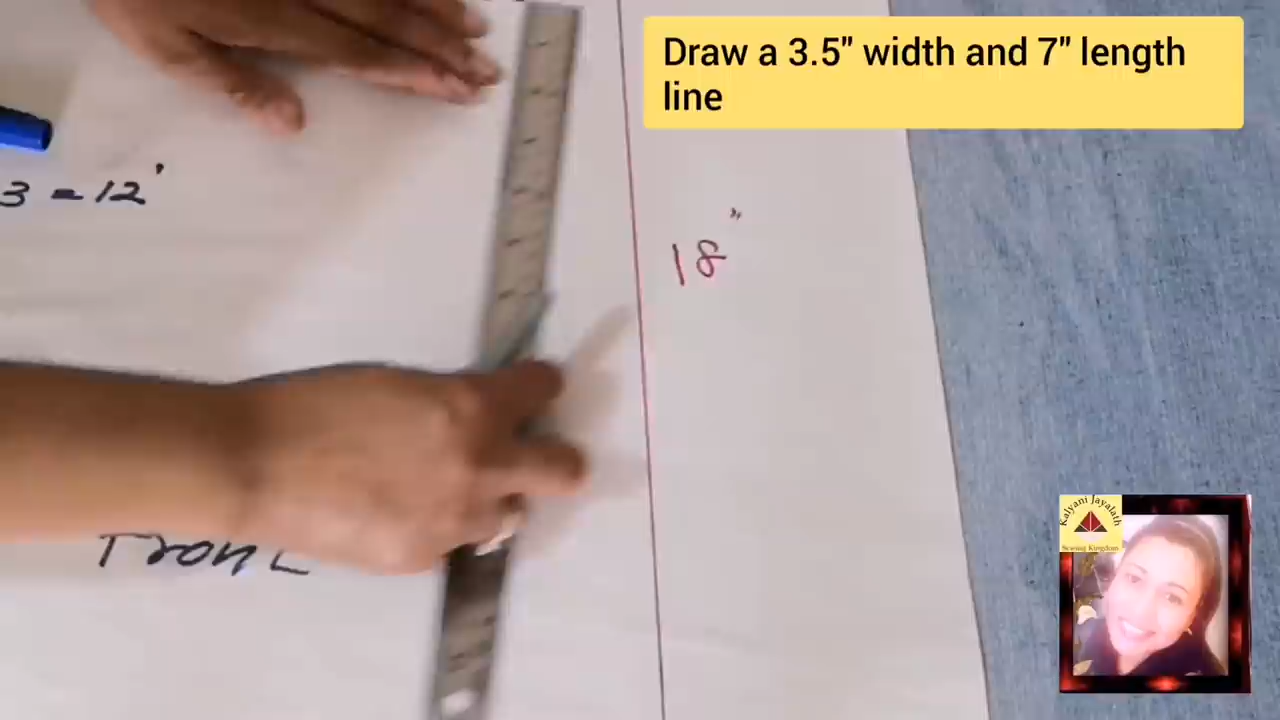 Draw a 3.5" width and 7" length
line
3 = 12'
18"
Front
Kalyani Jayalath
Sewing Kingdom